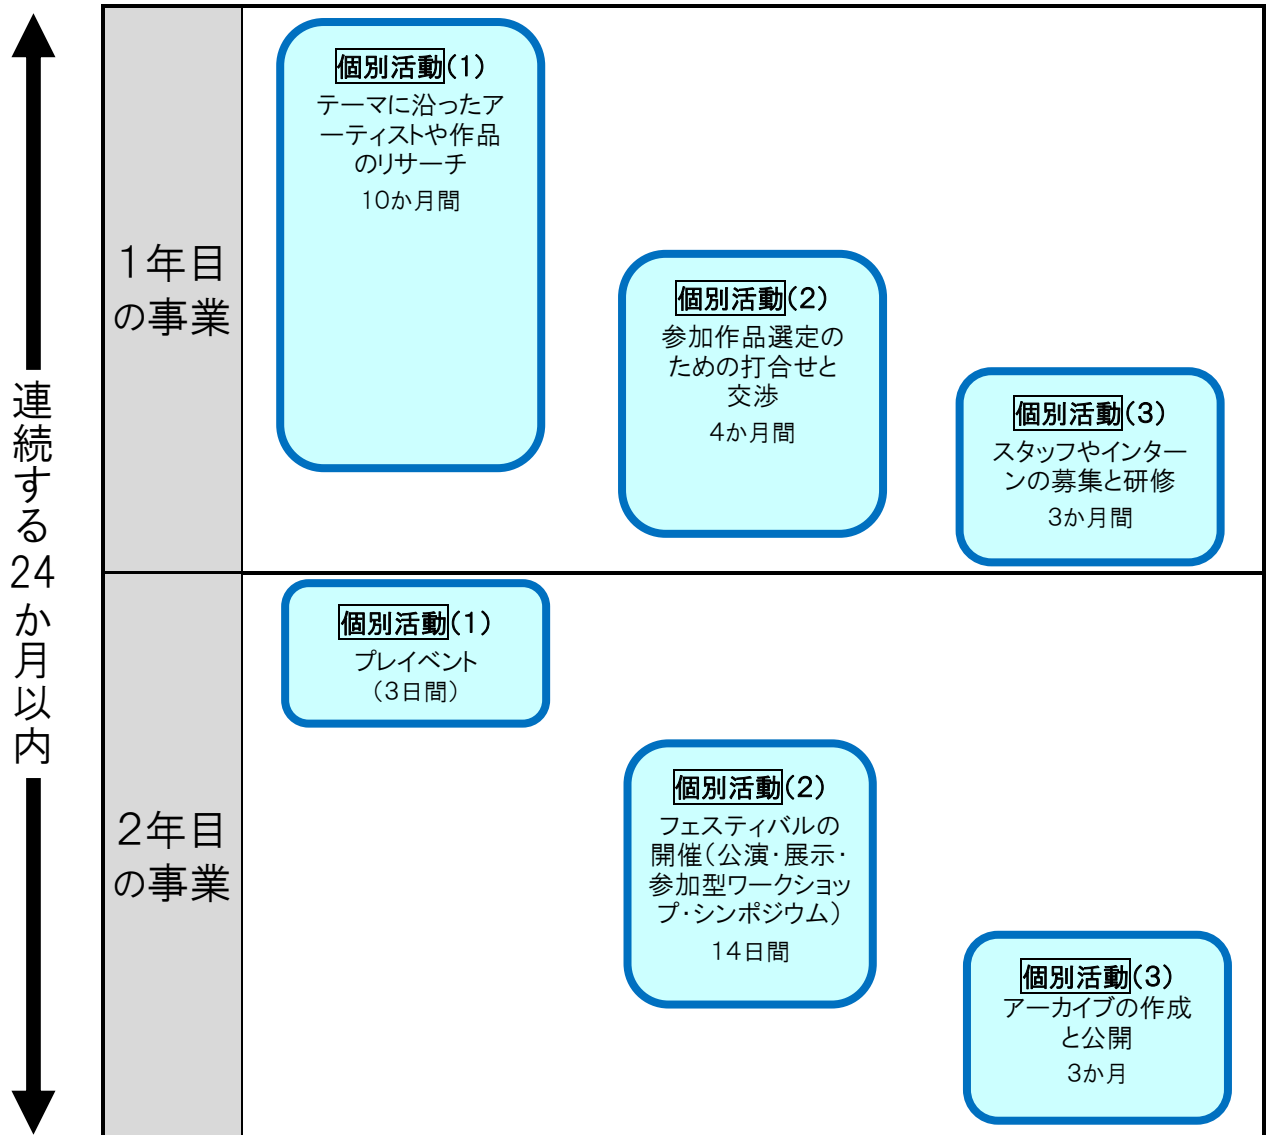 連続する24か月以内
1年目
の事業
個別活動(1)
テーマに沿ったア
ーティストや作品
のリサーチ
10か月間
個別活動(2)
参加作品選定の
ための打合せと
交渉
4か月間
個別活動(3)
スタッフやインター
ンの募集と研修
3か月間
2年目
の事業
個別活動(1)
プレイベント
(3日間)
個別活動(2)
フェスティバルの
開催(公演・展示・
参加型ワークショッ
プ・シンポジウム)
14日間
個別活動(3)
アーカイブの作成
と公開
3か月